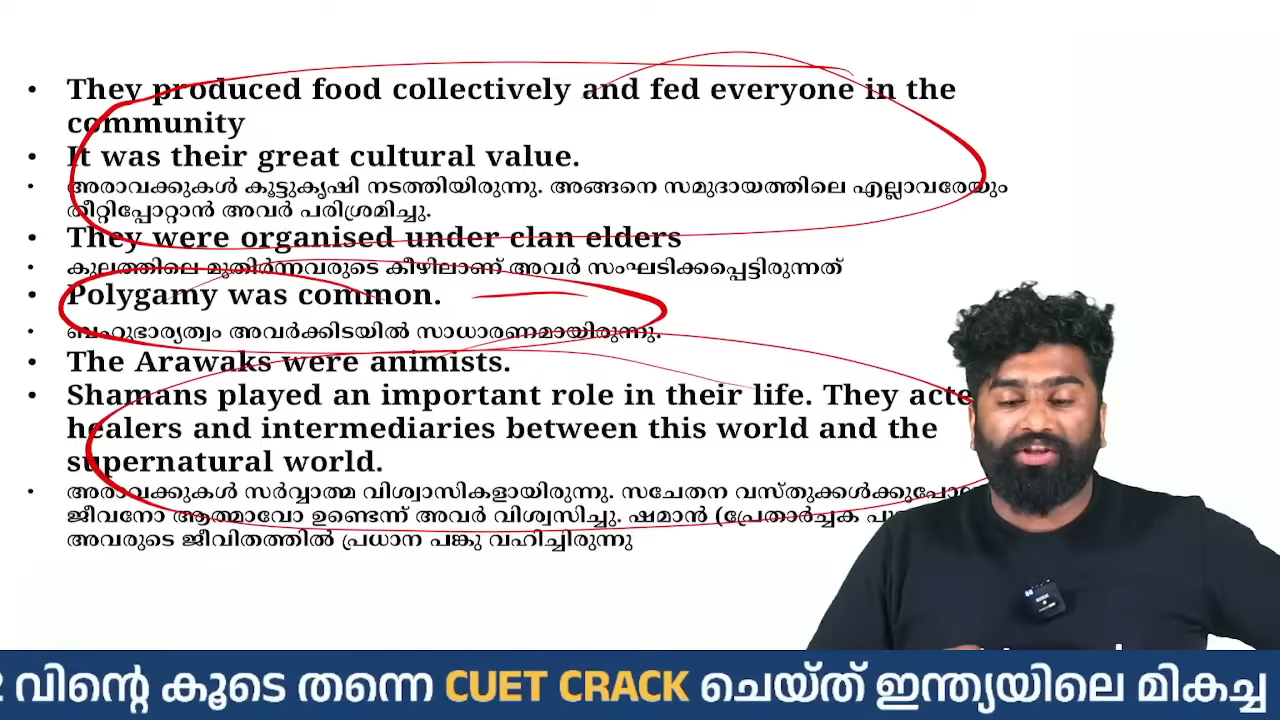 • They produced food collectively and fed everyone in the
community
• It was their great cultural value.
• അരാവക്കുകൾ കൂട്ടുകൃഷി നടത്തിയിരുന്നു. അങ്ങനെ സമുദായത്തിലെ എല്ലാവരേയും
തീറ്റിപ്പോറ്റാൻ അവർ പരിശ്രമിച്ചു.
• They were organised under clan elders
• കുലത്തിലെ മുതിർന്നവരുടെ കീഴിലാണ് അവർ സംഘടിക്കപ്പെട്ടിരുന്നത്
• Polygamy was common.
• ബഹുഭാര്യത്വം അവർക്കിടയിൽ സാധാരണമായിരുന്നു.
• The Arawaks were animists.
• Shamans played an important role in their life. They acte
healers and intermediaries between this world and the
supernatural world.
• അരാവക്കുകൾ സർവ്വാത്മ വിശ്വാസികളായിരുന്നു. സചേതന വസ്തുക്കൾക്കുപോല
ജീവനോ ആത്മാവോ ഉണ്ടെന്ന് അവർ വിശ്വസിച്ചു. ഷമാൻ (പ്രേതാർച്ചക
അവരുടെ ജീവിതത്തിൽ പ്രധാന പങ്കു വഹിച്ചിരുന്നു
വിന്റെ കൂടെ തന്നെ CUET CRACK ചെയ്ത് ഇന്ത്യയിലെ മികച്ച